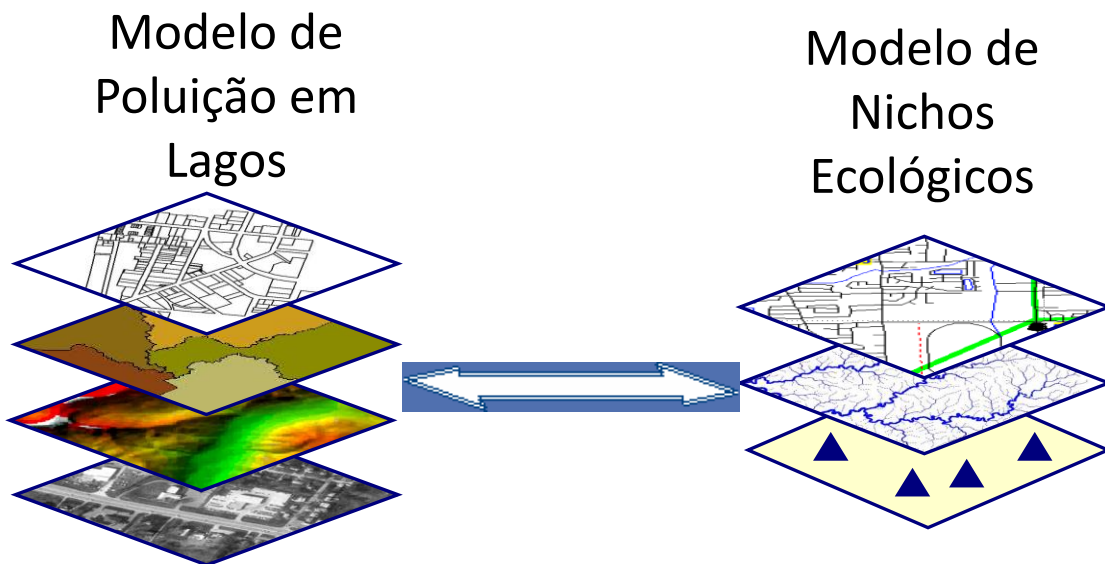 Modelo de
Poluição em
Lagos
Modelo de
Nichos
Ecológicos